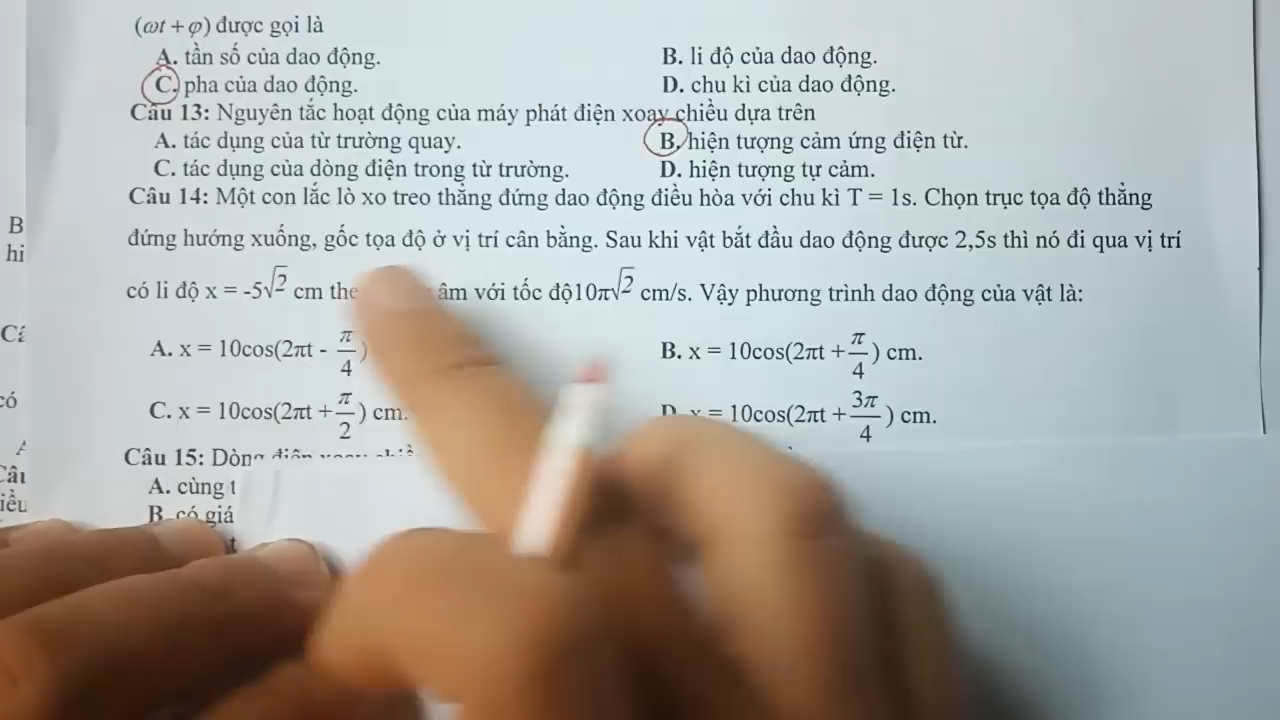 (ωt + φ) được gọi là
A. tần số của dao động. B. li độ của dao động.
C. pha của dao động. D. chu kì của dao động.
Câu 13: Nguyên tắc hoạt động của máy phát điện xoay chiều dựa trên
A. tác dụng của từ trường quay. B. hiện tượng cảm ứng điện từ.
C. tác dụng của dòng điện trong từ trường. D. hiện tượng tự cảm.
Câu 14: Một con lắc lò xo treo thẳng đứng dao động điều hòa với chu kì T = 1s. Chọn trục tọa độ thẳng
đứng hướng xuống, gốc tọa độ ở vị trí cân bằng. Sau khi vật bắt đầu dao động được 2,5s thì nó đi qua vị trí
có li độ x = -5√2 cm the âm với tốc độ10π√2 cm/s. Vậy phương trình dao động của vật là:
A. x = 10cos(2πt - π/4) B. x = 10cos(2πt + π/4) cm.
C. x = 10cos(2πt + π/2) cm. x = 10cos(2πt + 3π/4) cm.
Câu 15:
A. cùng
B. có giá
B
hi
có